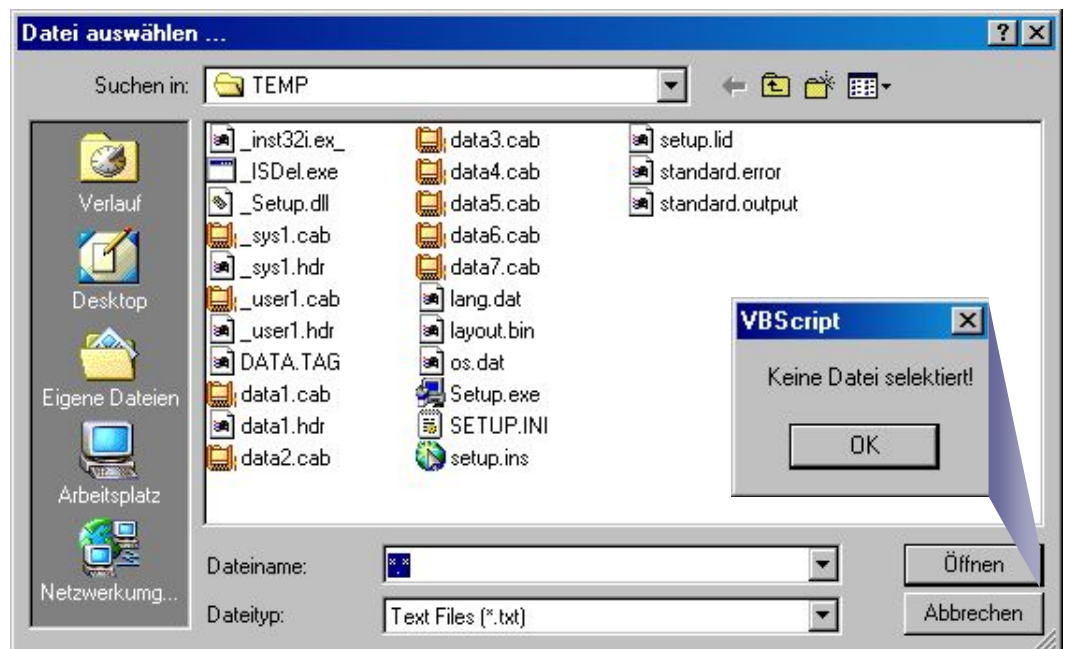 Datei auswählen ...
Suchen in:
TEMP
Verlauf
Desktop
Eigene Dateien
Arbeitsplatz
Netzwerkumg...
_inst32i.ex_
_ISDel.exe
_Setup.dll
_sys1.cab
_sys1.hdr
_user1.cab
_user1.hdr
DATA.TAG
data1.cab
data1.hdr
data2.cab
data3.cab
data4.cab
data5.cab
data6.cab
data7.cab
lang.dat
layout.bin
os.dat
Setup.exe
SETUP.INI
setup.ins
setup.lid
standard.error
standard.output
VBScript
Keine Datei selektiert!
OK
Dateiname:
*.*
Öffnen
Dateityp:
Text Files (*.txt)
Abbrechen